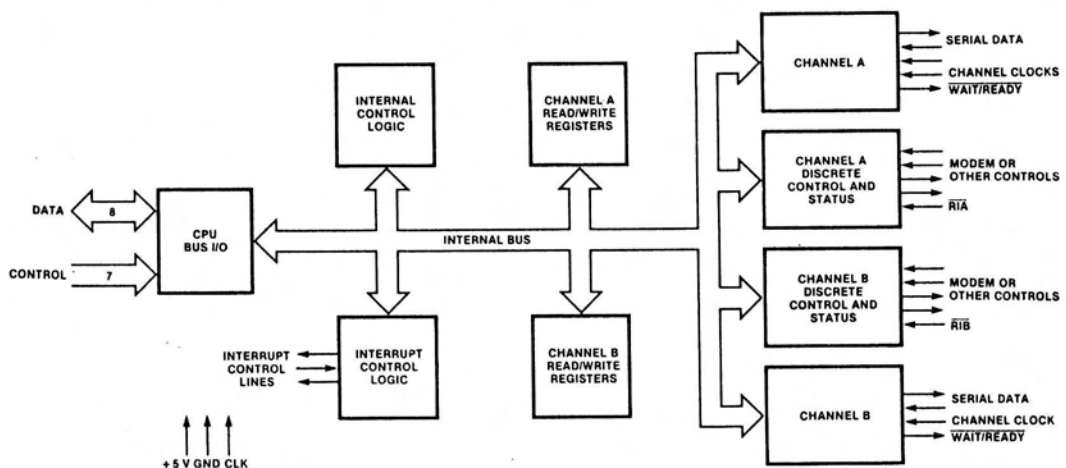 DATA
8
CONTROL
7
CPU
BUS I/O
INTERNAL
CONTROL
LOGIC
CHANNEL A
READ/WRITE
REGISTERS
INTERNAL BUS
INTERRUPT
CONTROL
LINES
INTERRUPT
CONTROL
LOGIC
CHANNEL B
READ/WRITE
REGISTERS
+5 V GND CLK
CHANNEL A
SERIAL DATA
CHANNEL CLOCKS
WAIT/READY
CHANNEL A
DISCRETE
CONTROL AND
STATUS
MODEM OR
OTHER CONTROLS
RIA
CHANNEL B
DISCRETE
CONTROL AND
STATUS
MODEM OR
OTHER CONTROLS
RIB
CHANNEL B
SERIAL DATA
CHANNEL CLOCK
WAIT/READY